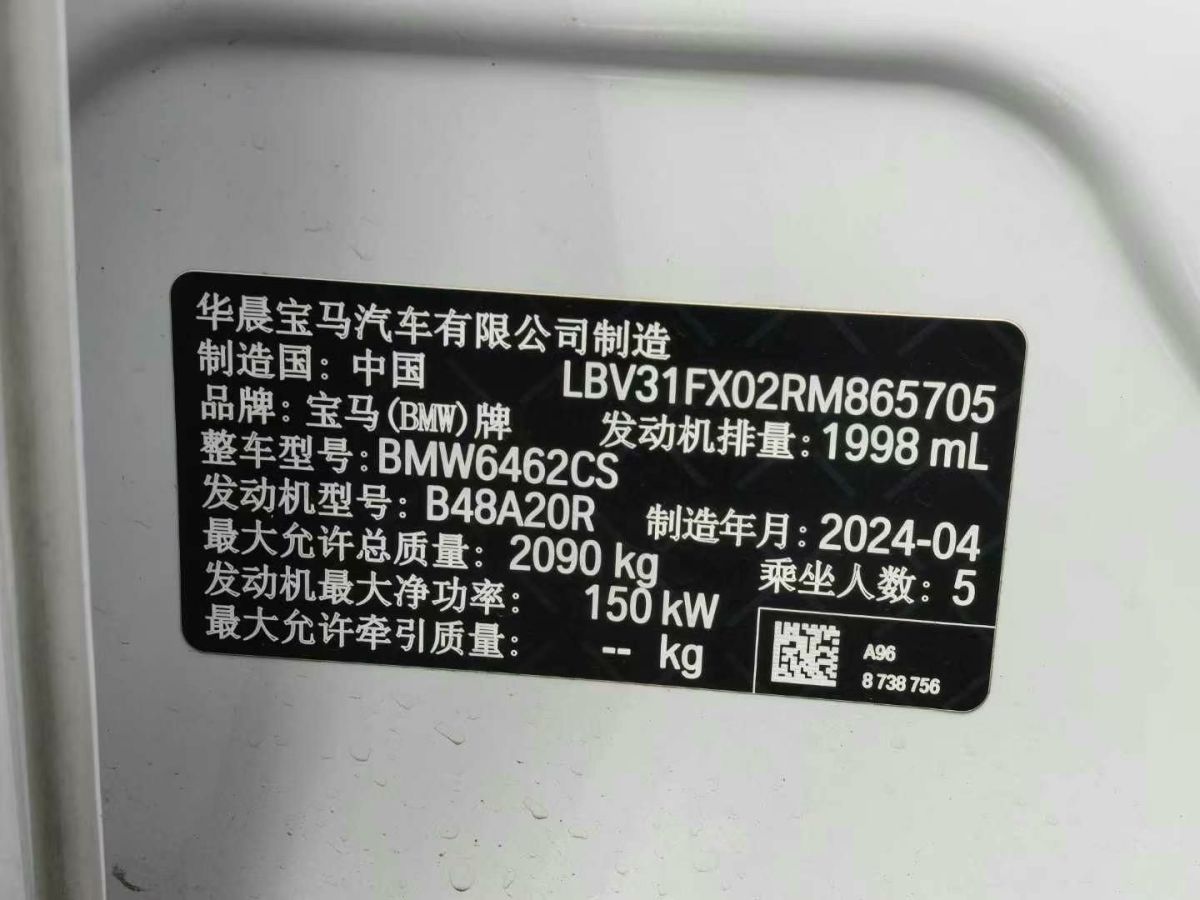 华晨宝马汽车有限公司制造
制造国：中国 LBV31FX02RM865705
品牌：宝马(BMW)牌 发动机排量：1998 mL
整车型号：BMW6462CS
发动机型号：B48A20R 制造年月：2024-04
最大允许总质量：2090 kg 乘坐人数：5
发动机最大净功率：150 kW
最大允许牵引质量：-- kg
A96
8 738 756